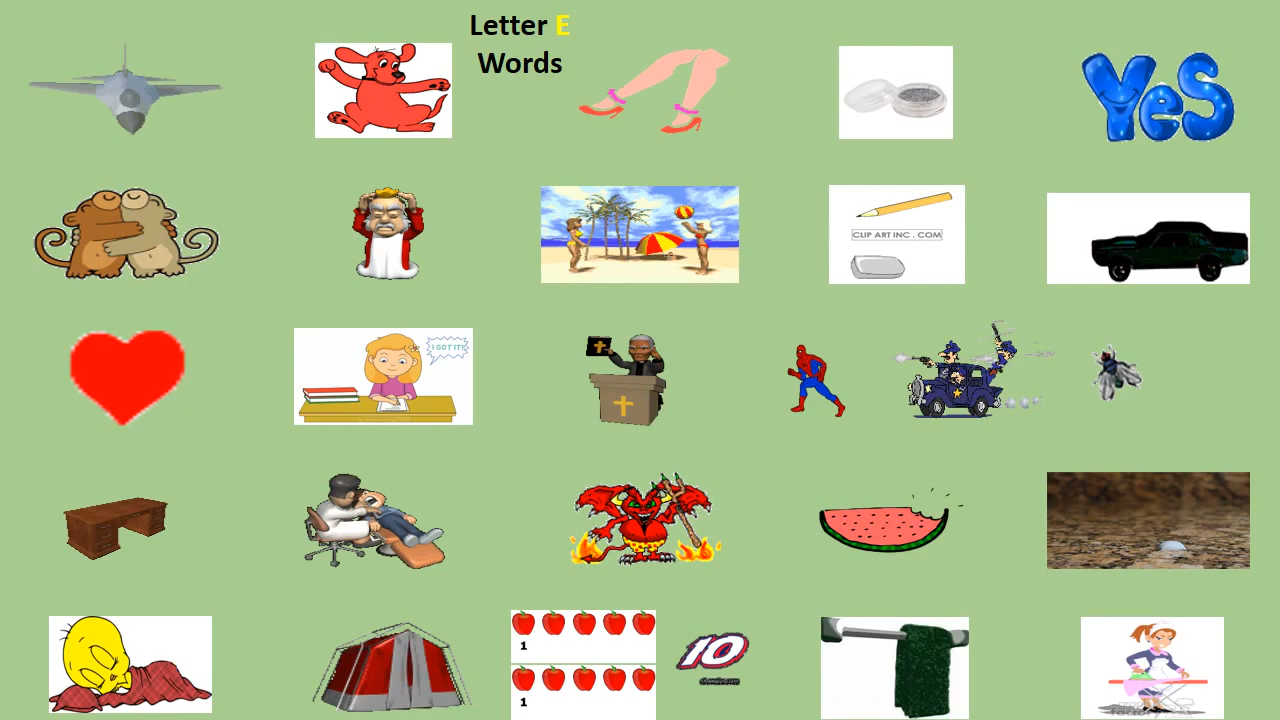 Letter E
Words
YeS
CLIP ART INC . COM
I GOT IT!
1
10
1